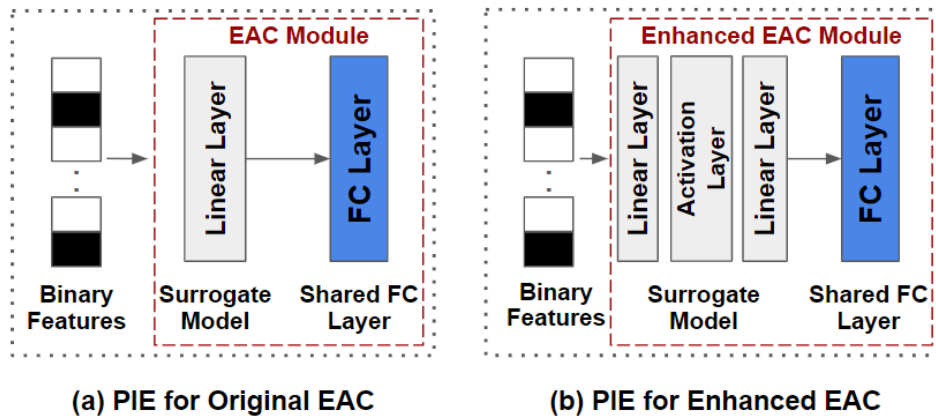 EAC Module
Linear Layer
FC Layer
Binary
Features
Surrogate
Model
Shared FC
Layer
(a) PIE for Original EAC
Enhanced EAC Module
Linear Layer
Activation
Layer
Linear Layer
FC Layer
Binary
Features
Surrogate
Model
Shared FC
Layer
(b) PIE for Enhanced EAC